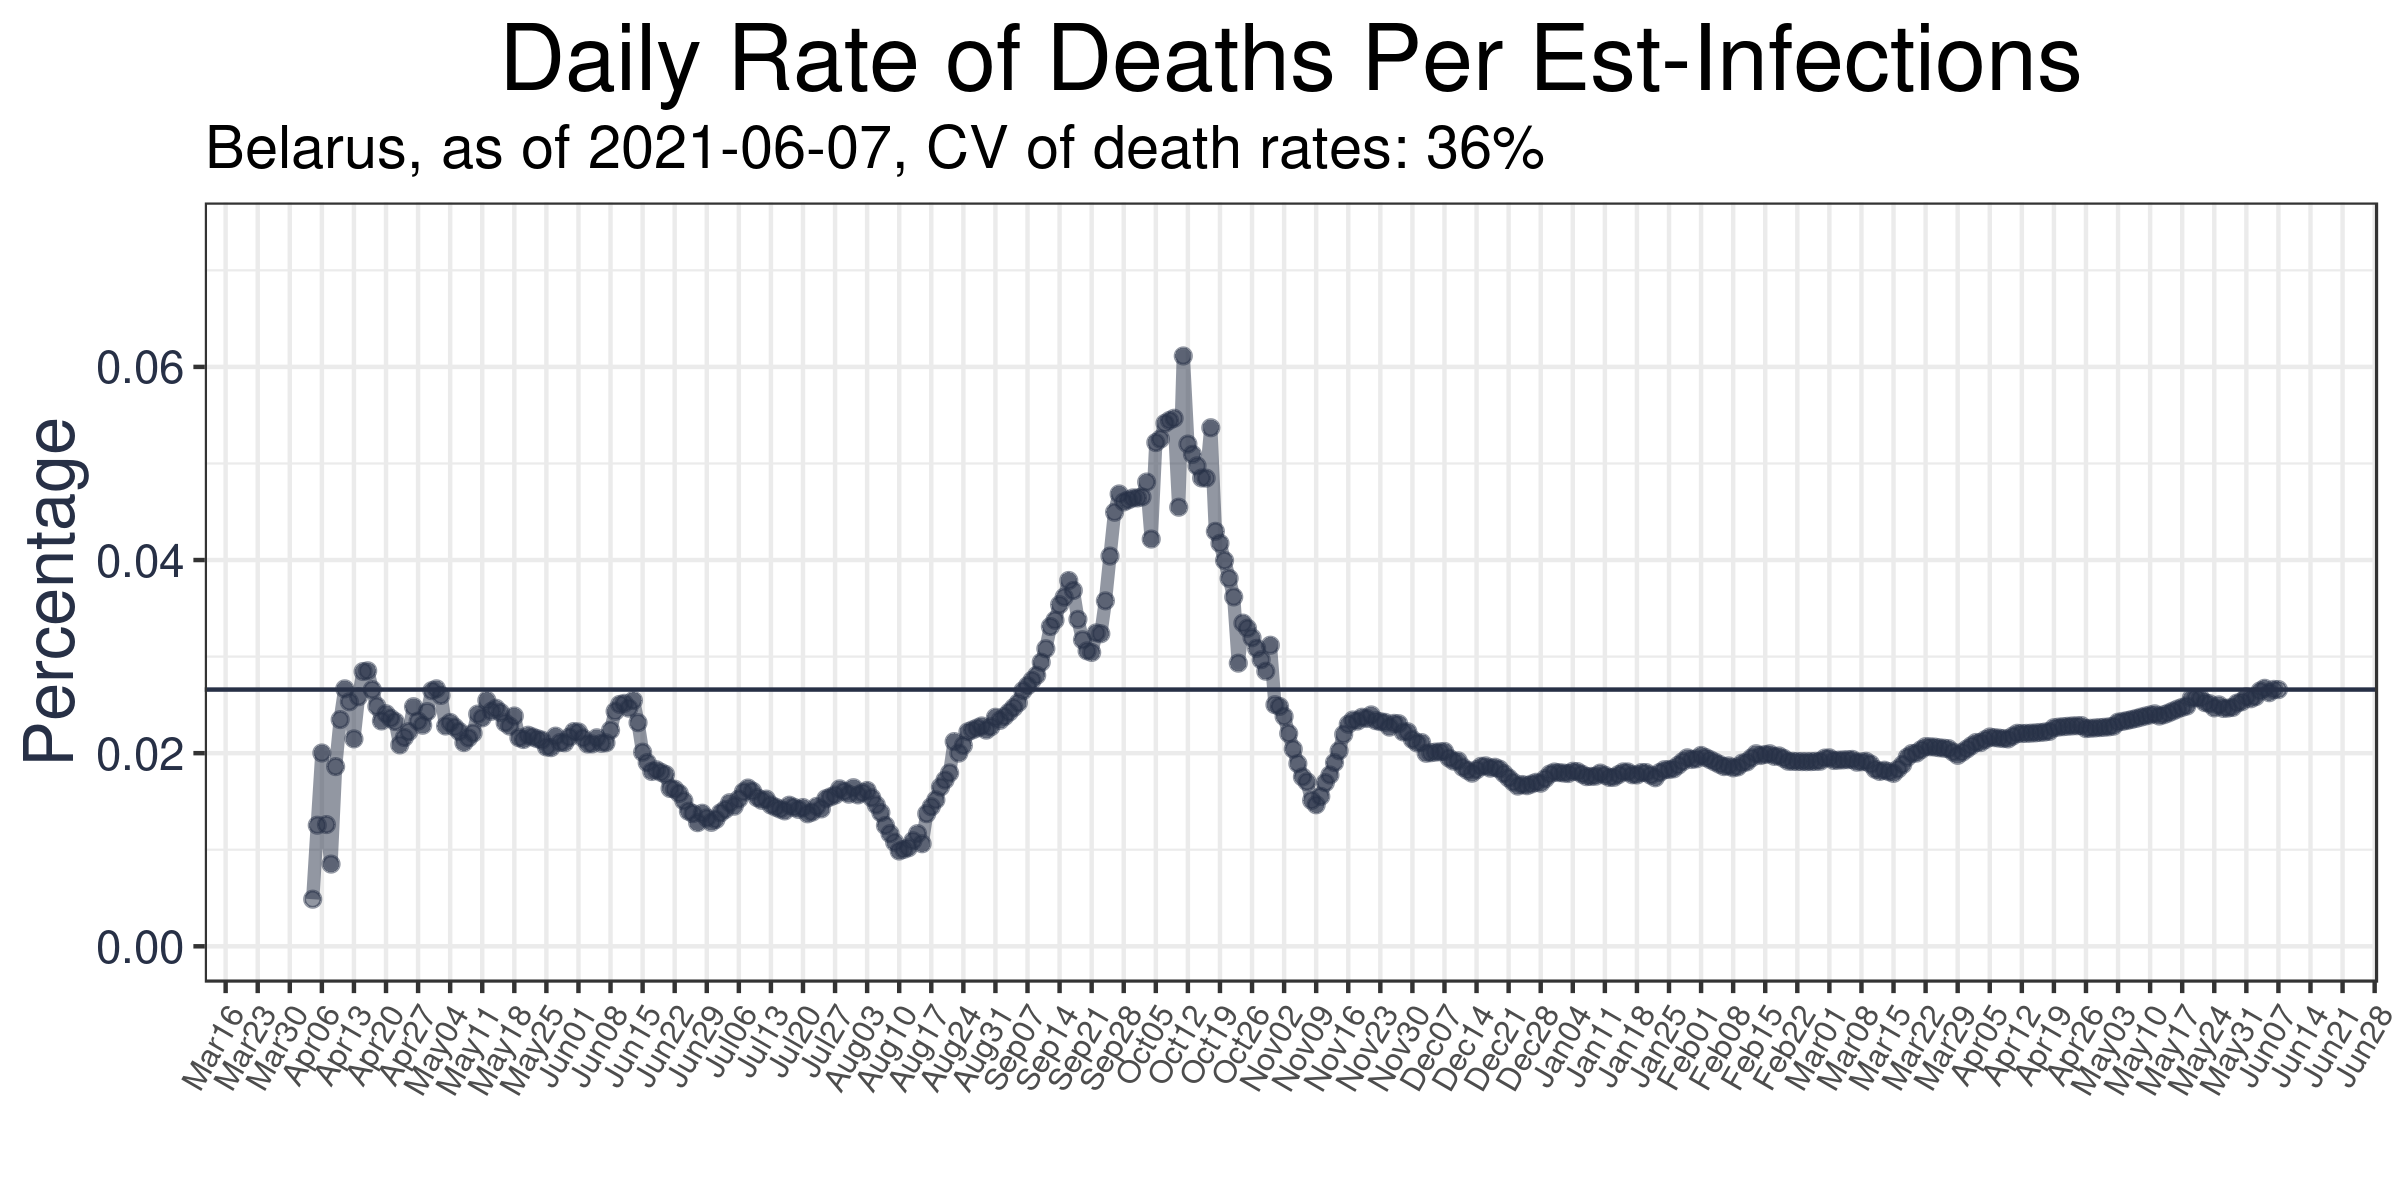 Daily Rate of Deaths Per Est-Infections
Belarus, as of 2021-06-07, CV of death rates: 36%
Percentage
0.06
0.04
0.02
0.00
Mar16
Mar23
Mar30
Apr06
Apr13
Apr20
Apr27
May04
May11
May18
May25
Jun01
Jun08
Jun15
Jun22
Jun29
Jul06
Jul13
Jul20
Jul27
Aug03
Aug10
Aug17
Aug24
Aug31
Sep07
Sep14
Sep21
Sep28
Oct05
Oct12
Oct19
Oct26
Nov02
Nov09
Nov16
Nov23
Nov30
Dec07
Dec14
Dec21
Dec28
Jan04
Jan11
Jan18
Jan25
Feb01
Feb08
Feb15
Feb22
Mar01
Mar08
Mar15
Mar22
Mar29
Apr05
Apr12
Apr19
Apr26
May03
May10
May17
May24
May31
Jun07
Jun14
Jun21
Jun28